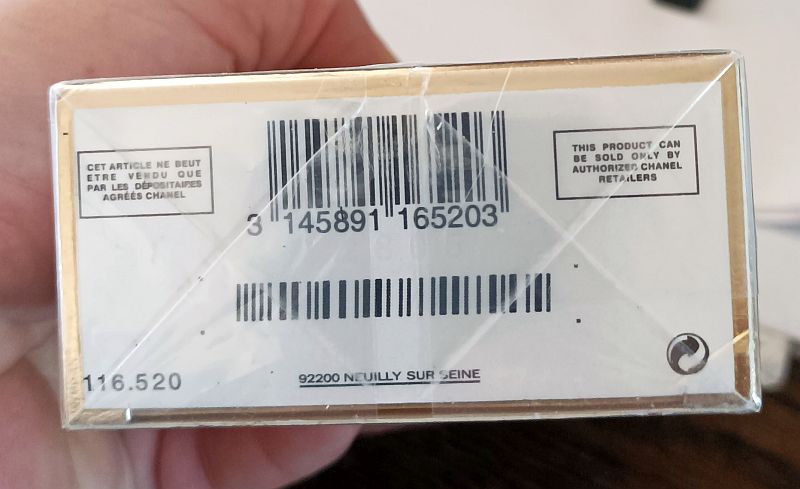 CET ARTICLE NE BEUT
ETRE VENDU QUE
PAR LES DÉPOSITAIRES
AGRÉÉS CHANEL
THIS PRODUCT CAN
BE SOLD ONLY BY
AUTHORIZED CHANEL
RETAILERS
3 145891 165203
116.520
92200 NEUILLY SUR SEINE